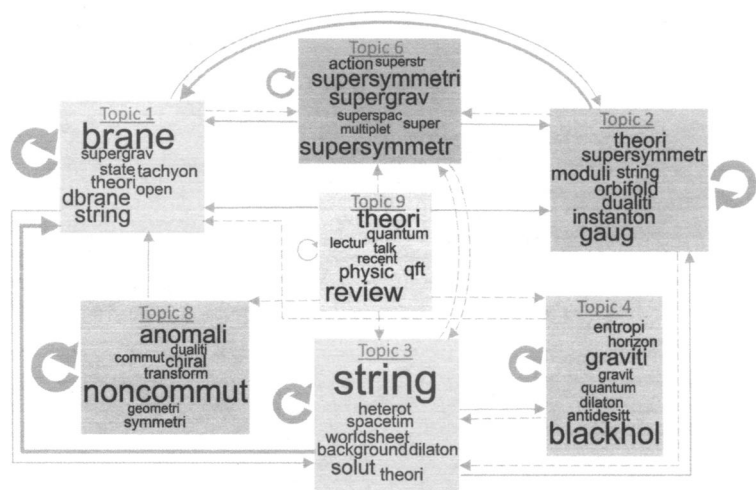 Topic 6
action superstr
supersymmetri
supergrav
superspac
multiplet super
supersymmetr
Topic 1
brane
supergrav
state tachyon
theori open
dbrane
string
Topic 2
theori
supersymmetr
moduli string
orbifold
dualiti
instanton
gaug
Topic 9
theori
quantum
lectur talk
recent
physic qft
review
Topic 8
anomali
dualiti
commut chiral
transform
noncommut
geometri
symmetri
Topic 3
string
heterot
spacetim
worldsheet
background dilaton
solut theori
Topic 4
entropi
horizon
graviti
gravit
quantum
dilaton
antidesitt
blackhol